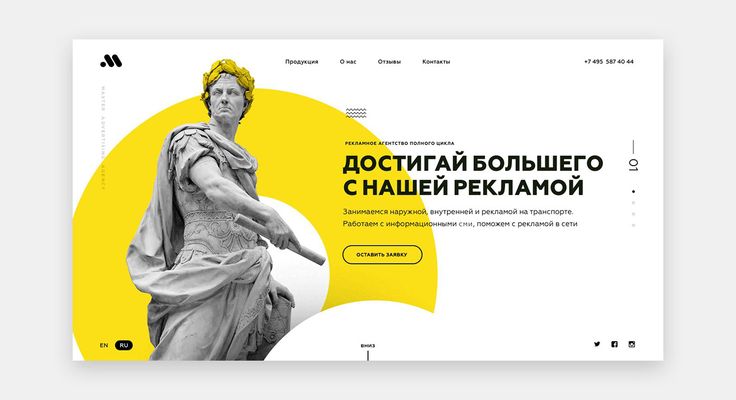 Продукция
О нас
Отзывы
Контакты
+7 495 587 40 44
MASTER ADVERTISING AGENCY
РЕКЛАМНОЕ АГЕНТСТВО ПОЛНОГО ЦИКЛА
ДОСТИГАЙ БОЛЬШЕГО
С НАШЕЙ РЕКЛАМОЙ
Занимаемся наружной, внутренней и рекламой на транспорте.
Работаем с информационными сми, поможем с рекламой в сети
ОСТАВИТЬ ЗАЯВКУ
01
EN
RU
ВНИЗ